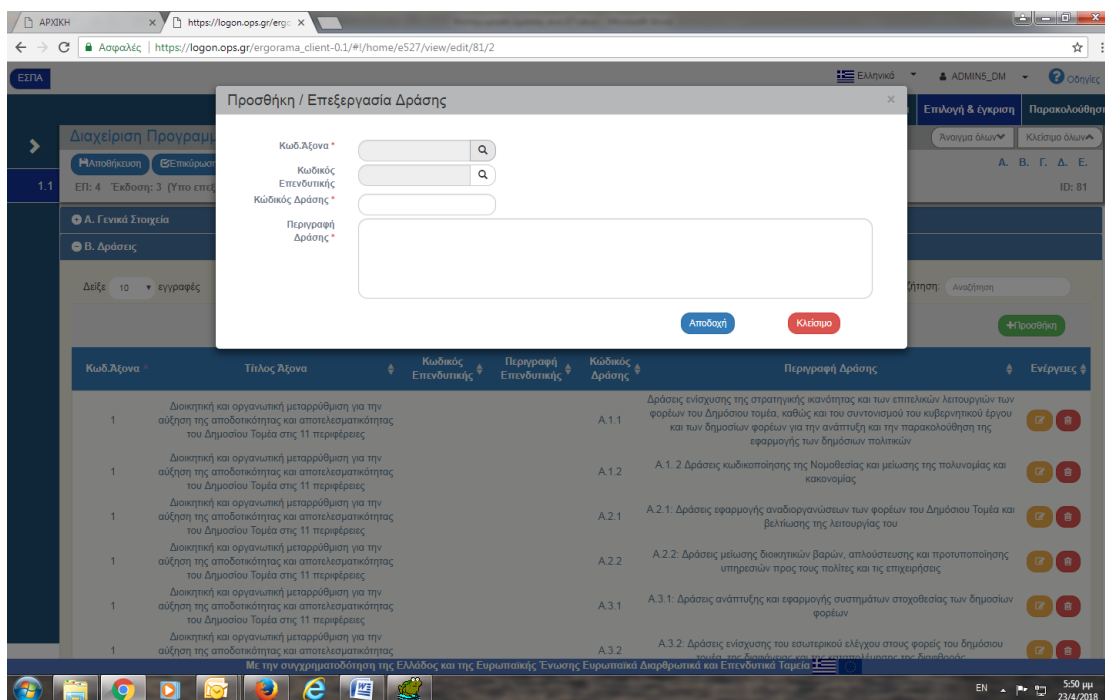 ΑΡΧΙΚΗ
https://logon.ops.gr/ergo
Ασφαλές | https://logon.ops.gr/ergorama_client-0.1/#!/home/e527/view/edit/81/2
ΕΣΠΑ
Ελληνικά
ADMIN5_DM
Οδηγίες
Προσθήκη / Επεξεργασία Δράσης
Επιλογή & έγκριση
Παρακολούθησ
Διαχείριση Προγραμμ
Άνοιγμα όλων
Κλείσιμο όλων
Αποθήκευση
Επικύρωσ
Α. Β. Γ. Δ. Ε.
1.1
ΕΠ: 4 Έκδοση: 3 (Υπο επεξ
ID: 81
Κωδ.Άξονα *
Κωδικός
Επενδυτικής
Κωδικός Δράσης *
Περιγραφή
Δράσης *
Α. Γενικά Στοιχεία
Β. Δράσεις
Δείξε 10 εγγραφές
ζήτηση: Αναζήτηση
Αποδοχή
Κλείσιμο
+Προσθήκη
Κωδ.Άξονα
Τίτλος Άξονα
Κωδικός
Επενδυτικής
Περιγραφή
Επενδυτικής
Κώδικός
Δράσης
Περιγραφή Δράσης
Ενέργειες
1
Διοικητική και οργανωτική μεταρρύθμιση για την
αύξηση της αποδοτικότητας και αποτελεσματικότητας
του Δημοσίου Τομέα στις 11 περιφέρειες
Α.1.1
Δράσεις ενίσχυσης της στρατηγικής ικανότητας και των επιτελικών λειτουργιών των
φορέων του Δημόσιου τομέα, καθώς και του συντονισμού του κυβερνητικού έργου
και των δημοσίων φορέων για την ανάπτυξη και την παρακολούθηση της
εφαρμογής των δημόσιων πολιτικών
1
Διοικητική και οργανωτική μεταρρύθμιση για την
αύξηση της αποδοτικότητας και αποτελεσματικότητας
του Δημοσίου Τομέα στις 11 περιφέρειες
Α.1.2
Α.1. 2 Δράσεις κωδικοποίησης της Νομοθεσίας και μείωσης της πολυνομίας και
κακονομίας
1
Διοικητική και οργανωτική μεταρρύθμιση για την
αύξηση της αποδοτικότητας και αποτελεσματικότητας
του Δημοσίου Τομέα στις 11 περιφέρειες
Α.2.1
Α.2.1: Δράσεις εφαρμογής αναδιοργανώσεων των φορέων του Δημόσιου Τομέα και
βελτίωσης της λειτουργίας του
1
Διοικητική και οργανωτική μεταρρύθμιση για την
αύξηση της αποδοτικότητας και αποτελεσματικότητας
του Δημοσίου Τομέα στις 11 περιφέρειες
Α.2.2
Α.2.2: Δράσεις μείωσης διοικητικών βαρών, απλούστευσης και προτυποποίησης
υπηρεσιών προς τους πολίτες και τις επιχειρήσεις
1
Διοικητική και οργανωτική μεταρρύθμιση για την
αύξηση της αποδοτικότητας και αποτελεσματικότητας
του Δημοσίου Τομέα στις 11 περιφέρειες
Α.3.1
Α.3.1: Δράσεις ανάπτυξης και εφαρμογής συστημάτων στοχοθεσίας των δημοσίων
φορέων
1
Διοικητική και οργανωτική μεταρρύθμιση για την
αύξηση της αποδοτικότητας και αποτελεσματικότητας
Α.3.2
Α.3.2: Δράσεις ενίσχυσης του εσωτερικού ελέγχου στους φορείς του δημόσιου
τομέα, της διαφάνειας και της καταπολέμησης της διαφθοράς
Με την συγχρηματοδότηση της Ελλάδος και της Ευρωπαϊκής Ένωσης Ευρωπαϊκά Διαρθρωτικά και Επενδυτικά Ταμεία
EN
5:50 μμ
23/4/2018